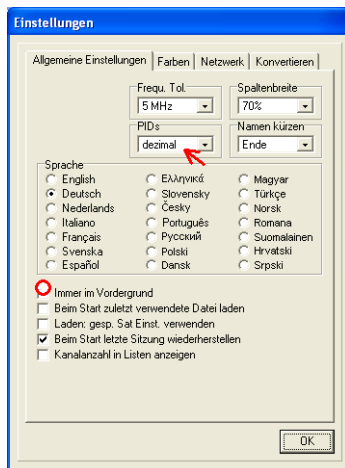 Einstellungen
Allgemeine Einstellungen Farben Netzwerk Konvertieren
Frequ. Tol. Spaltenbreite
5 MHz 70%
PIDs Namen kürzen
dezimal Ende
Sprache
English Ελληνικά Magyar
Deutsch Slovensky Türkçe
Nederlands Česky Norsk
Italiano Português Romana
Français Русский Suomalainen
Svenska Polski Hrvatski
Español Dansk Srpski
Immer im Vordergrund
Beim Start zuletzt verwendete Datei laden
Laden: gesp. Sat Einst. verwenden
Beim Start letzte Sitzung wiederherstellen
Kanalanzahl in Listen anzeigen
OK